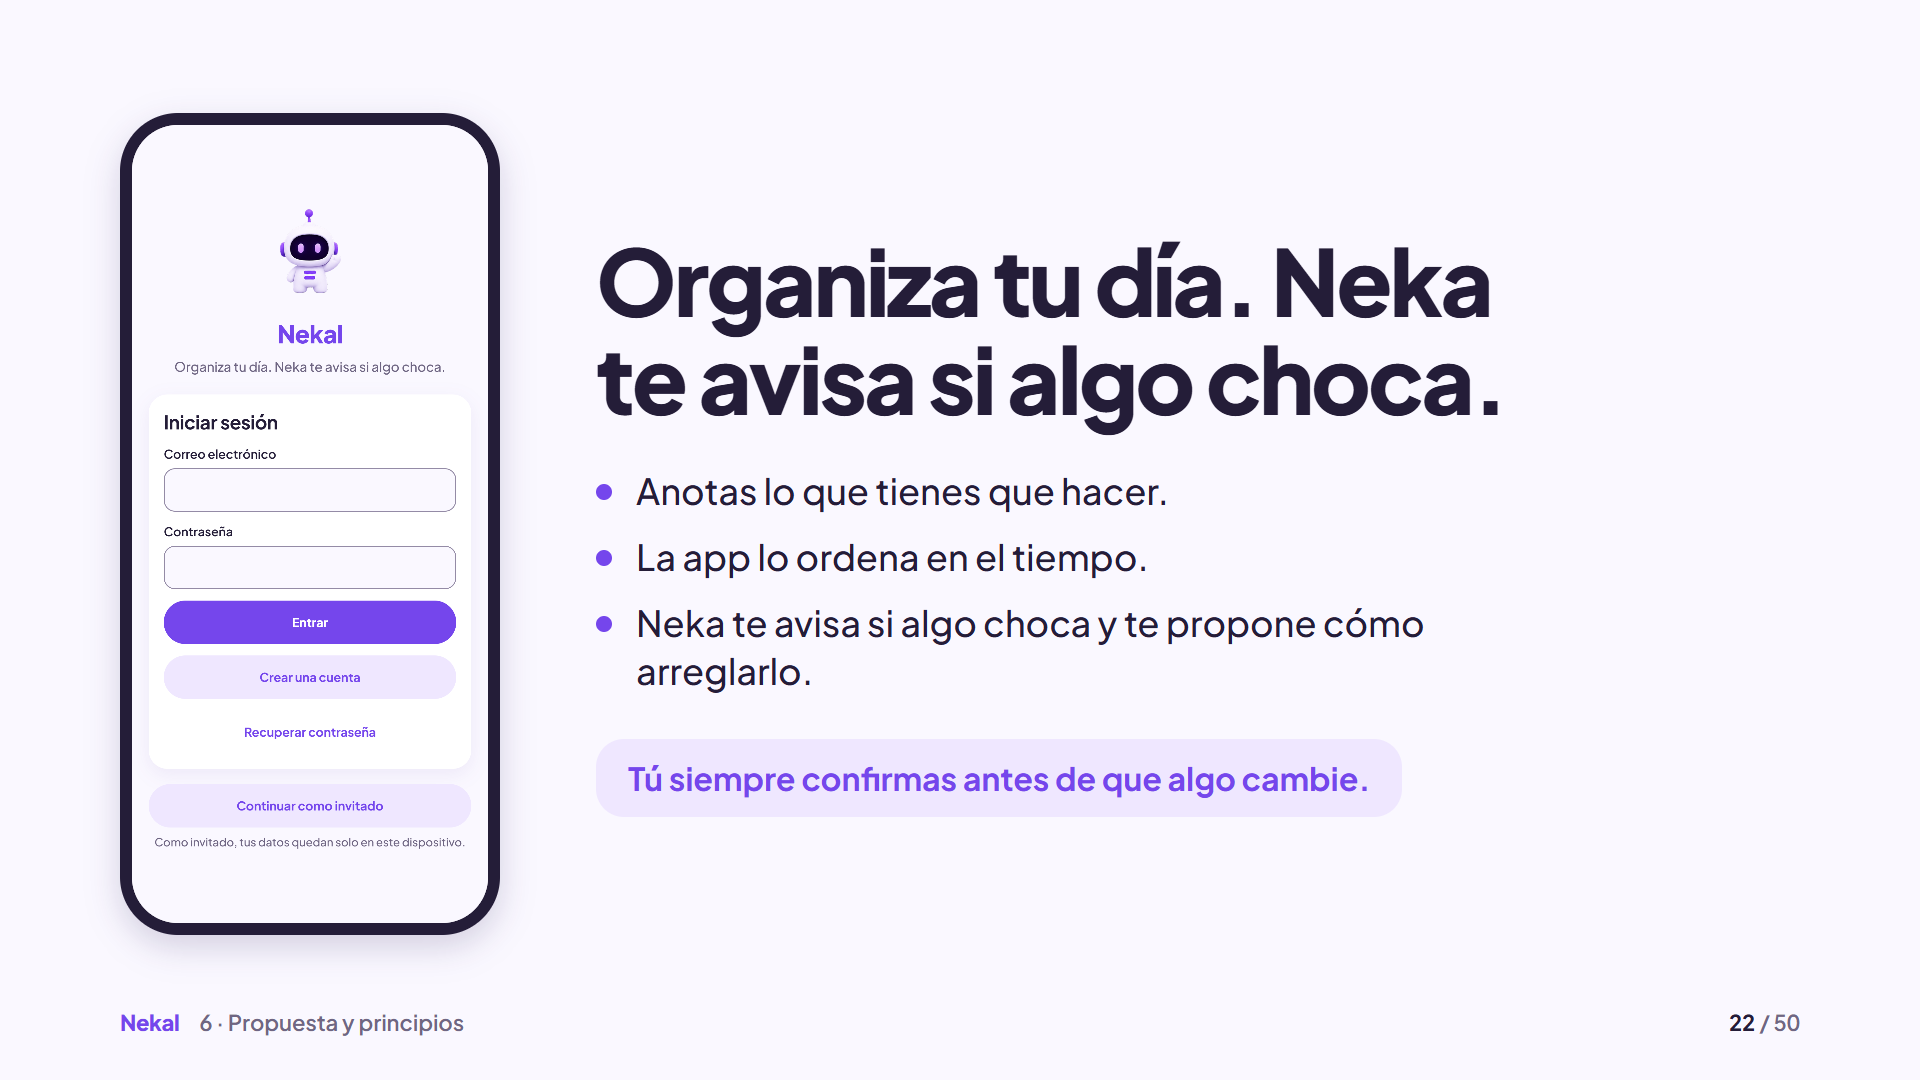 Nekal
Organiza tu día. Neka te avisa si algo choca.
Iniciar sesión
Correo electrónico
Contraseña
Entrar
Crear una cuenta
Recuperar contraseña
Continuar como invitado
Como invitado, tus datos quedan solo en este dispositivo.
Organiza tu día. Neka
te avisa si algo choca.
Anotas lo que tienes que hacer.
La app lo ordena en el tiempo.
Neka te avisa si algo choca y te propone cómo
arreglarlo.
Tú siempre confirmas antes de que algo cambie.
Nekal 6 · Propuesta y principios
22 / 50